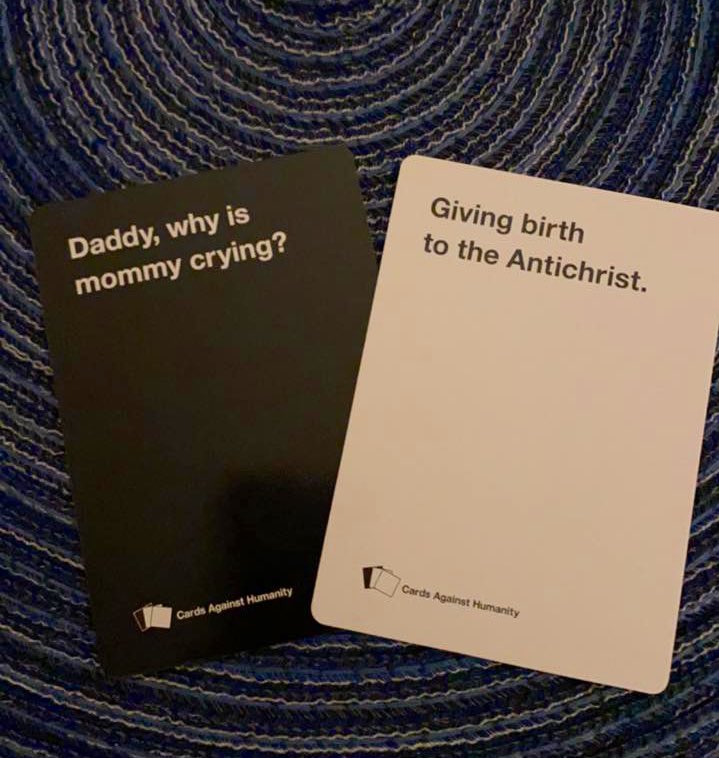 Daddy, why is
mommy crying?
Cards Against Humanity
Giving birth
to the Antichrist.
Cards Against Humanity